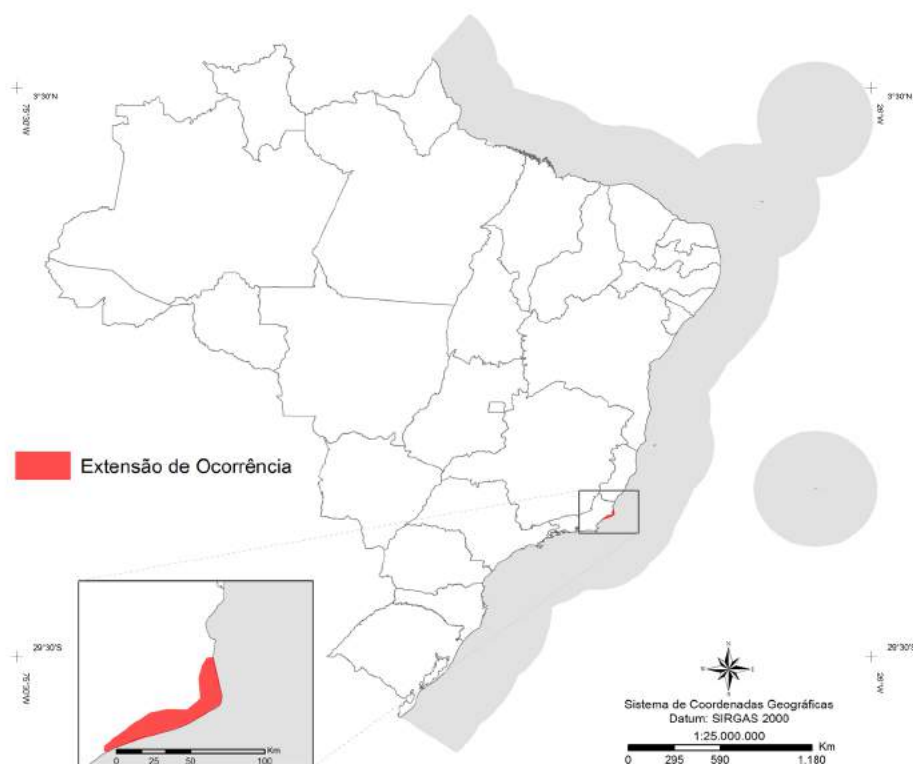 3°30'N
3°30'N
75°30'W
28°W
Extensão de Ocorrência
29°30'S
29°30'S
75°30'W
28°W
N
W
E
S
Sistema de Coordenadas Geográficas
Datum: SIRGAS 2000
1:25.000.000
Km
0 295 590 1.180
Km
0 25 50 100